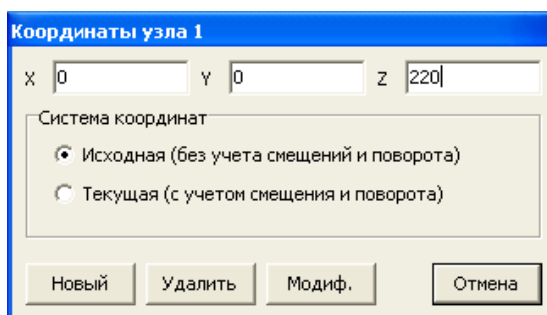 Координаты узла 1
X 0 Y 0 Z 220
Система координат
Исходная (без учета смещений и поворота)
Текущая (с учетом смещения и поворота)
Новый Удалить Модиф. Отмена